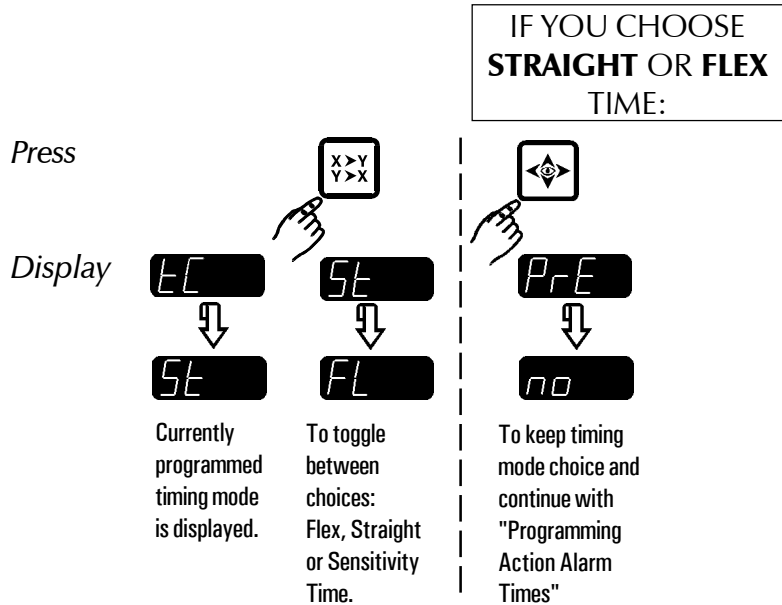 IF YOU CHOOSE
STRAIGHT OR FLEX
TIME:
Press
X➤Y
Y➤X
Display
tC
St
PrE
St
FL
no
Currently
programmed
timing mode
is displayed.
To toggle
between
choices:
Flex, Straight
or Sensitivity
Time.
To keep timing
mode choice and
continue with
"Programming
Action Alarm
Times"